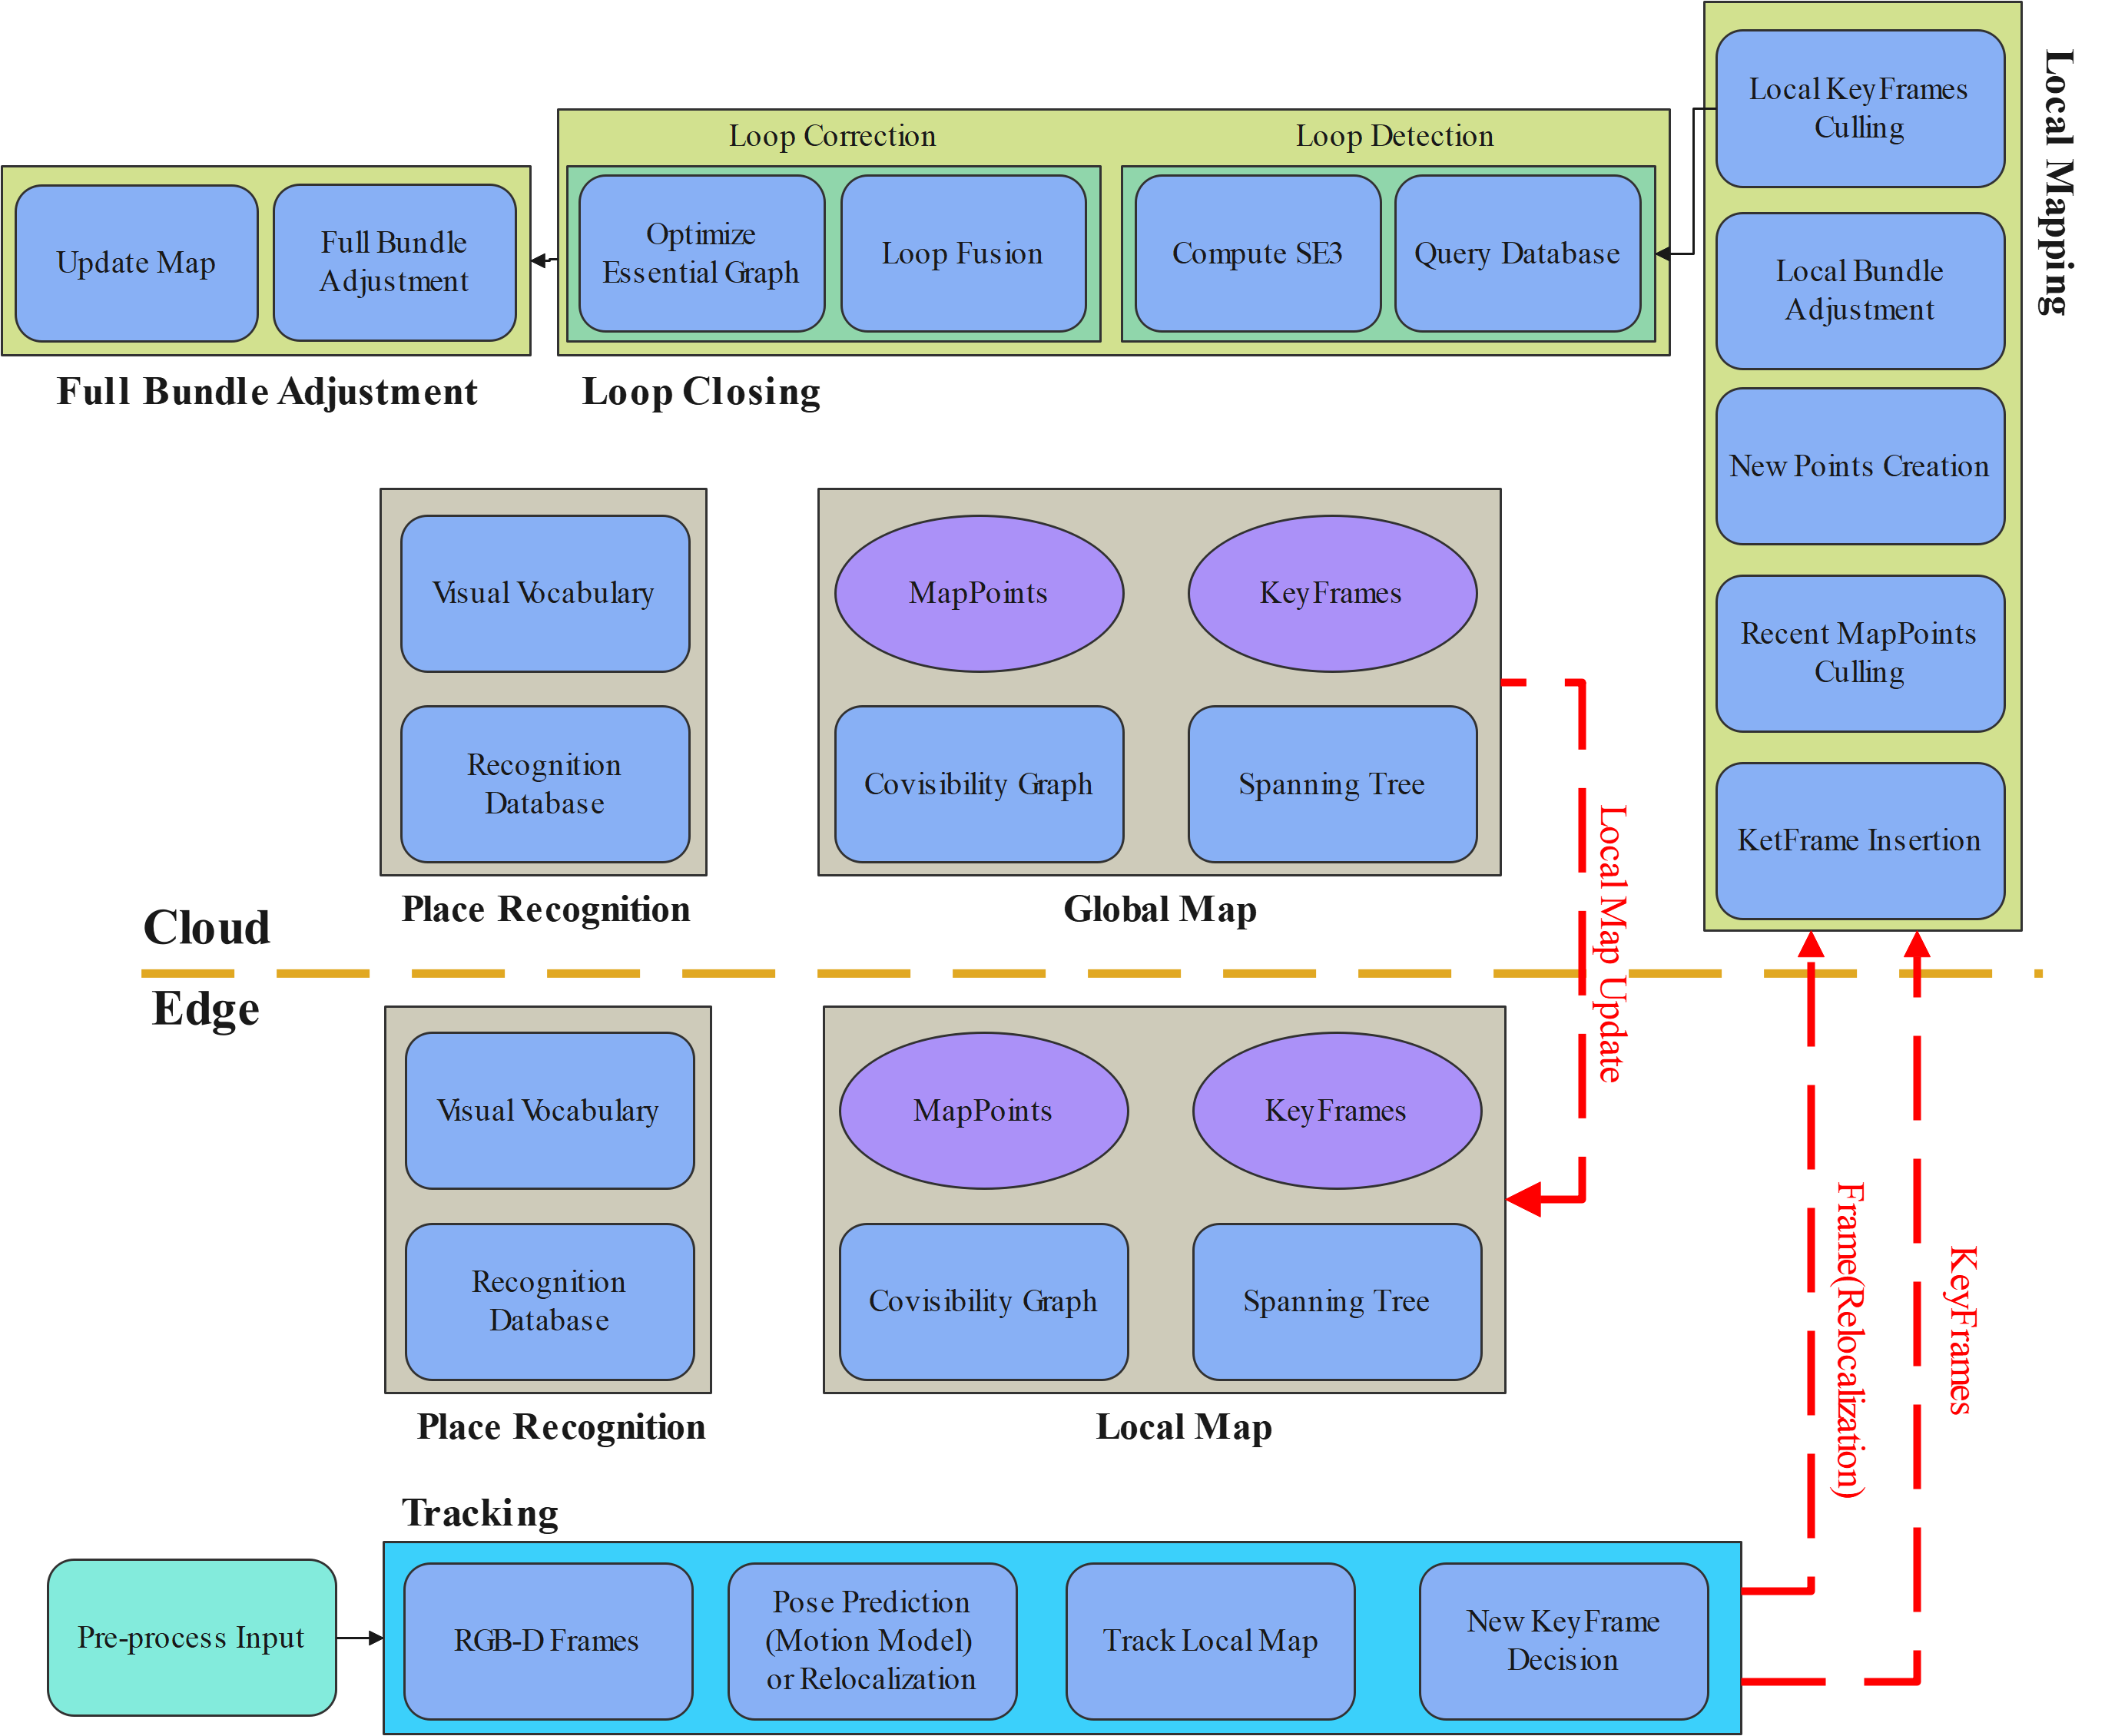 Local KeyFrames
Culling
Local Bundle
Adjustment
New Points Creation
Recent MapPoints
Culling
KetFrame Insertion
Local Mapping
Loop Correction
Loop Detection
Update Map
Full Bundle
Adjustment
Optimize
Essential Graph
Loop Fusion
Compute SE3
Query Database
Full Bundle Adjustment
Loop Closing
Visual Vocabulary
Recognition
Database
Place Recognition
MapPoints
KeyFrames
Covisibility Graph
Spanning Tree
Global Map
Local Map Update
Cloud
Edge
Visual Vocabulary
Recognition
Database
Place Recognition
MapPoints
KeyFrames
Covisibility Graph
Spanning Tree
Local Map
Frame(Relocalization)
KeyFrames
Tracking
Pre-process Input
RGB-D Frames
Pose Prediction
(Motion Model)
or Relocalization
Track Local Map
New KeyFrame
Decision